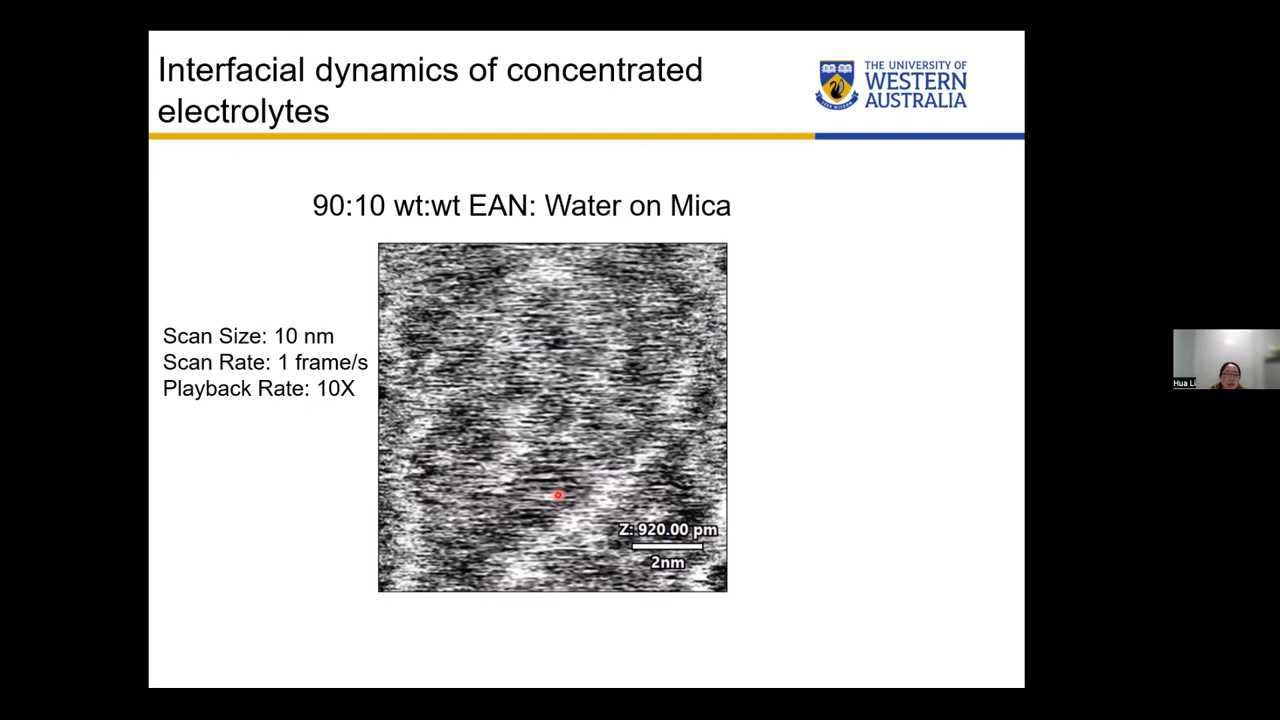 Interfacial dynamics of concentrated
electrolytes
THE UNIVERSITY OF
WESTERN
AUSTRALIA
90:10 wt:wt EAN: Water on Mica
Scan Size: 10 nm
Scan Rate: 1 frame/s
Playback Rate: 10X
Z: 920.00 pm
2nm
Hua Li